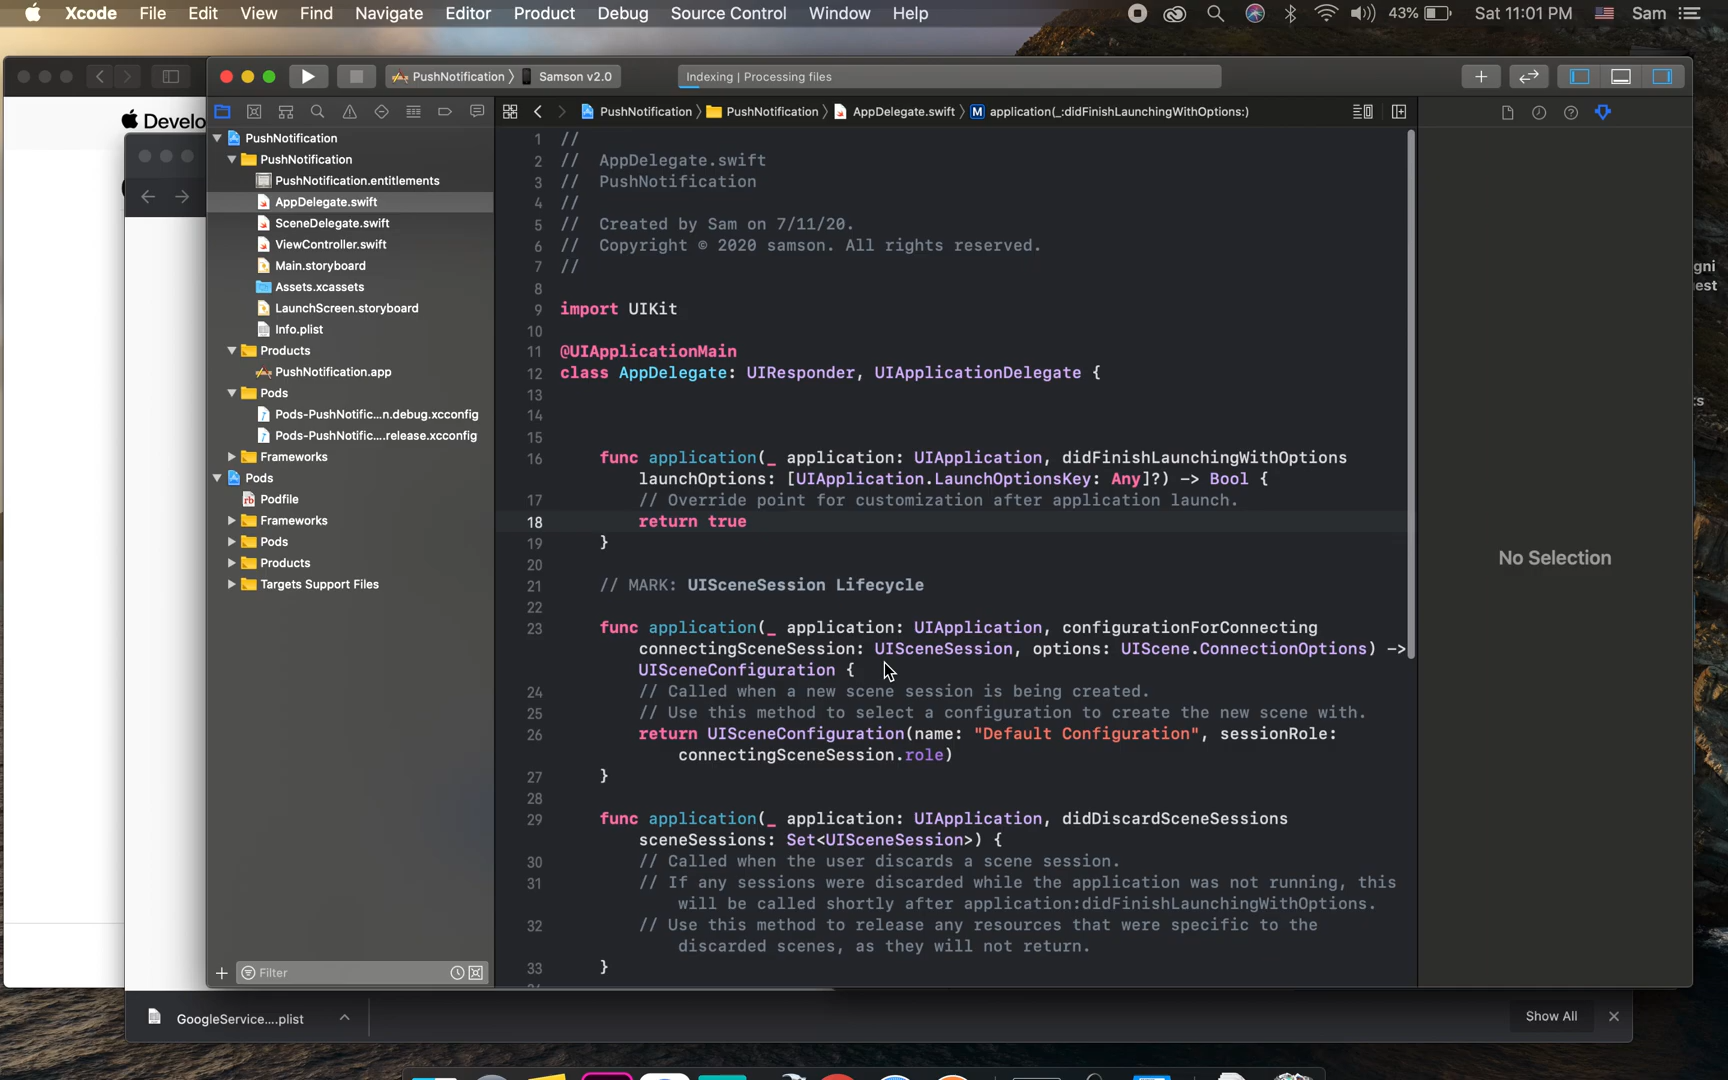 Xcode File Edit View Find Navigate Editor Product Debug Source Control Window Help 43% Sat 11:01 PM Sam
PushNotification 〉 Samson v2.0
Indexing | Processing files
Develo
PushNotification 〉 PushNotification 〉 AppDelegate.swift 〉 M application(_:didFinishLaunchingWithOptions:)
PushNotification
PushNotification
PushNotification.entitlements
AppDelegate.swift
SceneDelegate.swift
ViewController.swift
Main.storyboard
Assets.xcassets
LaunchScreen.storyboard
Info.plist
Products
PushNotification.app
Pods
Pods-PushNotific...n.debug.xcconfig
Pods-PushNotific....release.xcconfig
Frameworks
Pods
rb Podfile
Frameworks
Pods
Products
Targets Support Files
Filter
1 //
2 //  AppDelegate.swift
3 //  PushNotification
4 //
5 //  Created by Sam on 7/11/20.
6 //  Copyright © 2020 samson. All rights reserved.
7 //
8
9 import UIKit
10
11 @UIApplicationMain
12 class AppDelegate: UIResponder, UIApplicationDelegate {
13
14
15
16 func application(_ application: UIApplication, didFinishLaunchingWithOptions
launchOptions: [UIApplication.LaunchOptionsKey: Any]?) -> Bool {
17 // Override point for customization after application launch.
18 return true
19 }
20
21 // MARK: UISceneSession Lifecycle
22
23 func application(_ application: UIApplication, configurationForConnecting
connectingSceneSession: UISceneSession, options: UIScene.ConnectionOptions) ->
UISceneConfiguration {
24 // Called when a new scene session is being created.
25 // Use this method to select a configuration to create the new scene with.
26 return UISceneConfiguration(name: "Default Configuration", sessionRole:
connectingSceneSession.role)
27 }
28
29 func application(_ application: UIApplication, didDiscardSceneSessions
sceneSessions: Set<UISceneSession>) {
30 // Called when the user discards a scene session.
31 // If any sessions were discarded while the application was not running, this
will be called shortly after application:didFinishLaunchingWithOptions.
32 // Use this method to release any resources that were specific to the
discarded scenes, as they will not return.
33 }
No Selection
gni
est
ts
GoogleService....plist
Show All